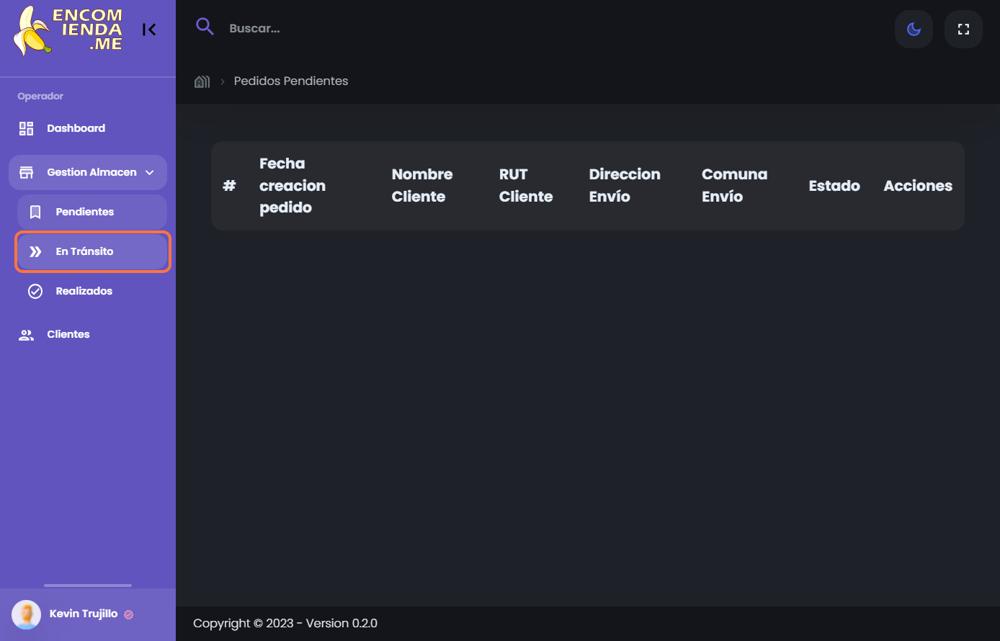 ENCOM
IENDA
.ME
Buscar...
Pedidos Pendientes
Operador
Dashboard
Gestion Almacen
Pendientes
En Tránsito
Realizados
Clientes
#
Fecha
creacion
pedido
Nombre
Cliente
RUT
Cliente
Direccion
Envío
Comuna
Envío
Estado
Acciones
Kevin Trujillo
Copyright © 2023 - Version 0.2.0